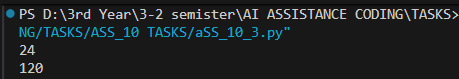 PS D:\3rd Year\3-2 semister\AI ASSISTANCE CODING\TASKS>
NG/TASKS/ASS_10 TASKS/aSS_10_3.py"
24
120